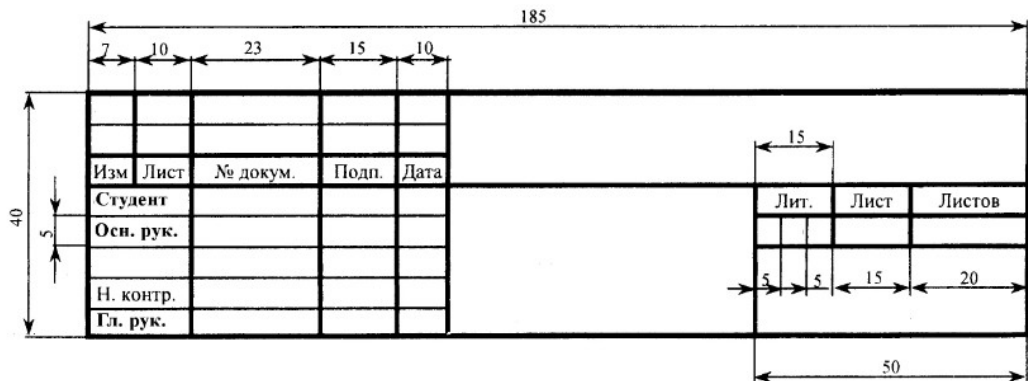 185
7 10 23 15 10
15
Изм Лист № докум. Подп. Дата
Студент
Лит. Лист Листов
40
5
Осн. рук.
5 5 15 20
Н. контр.
Гл. рук.
50